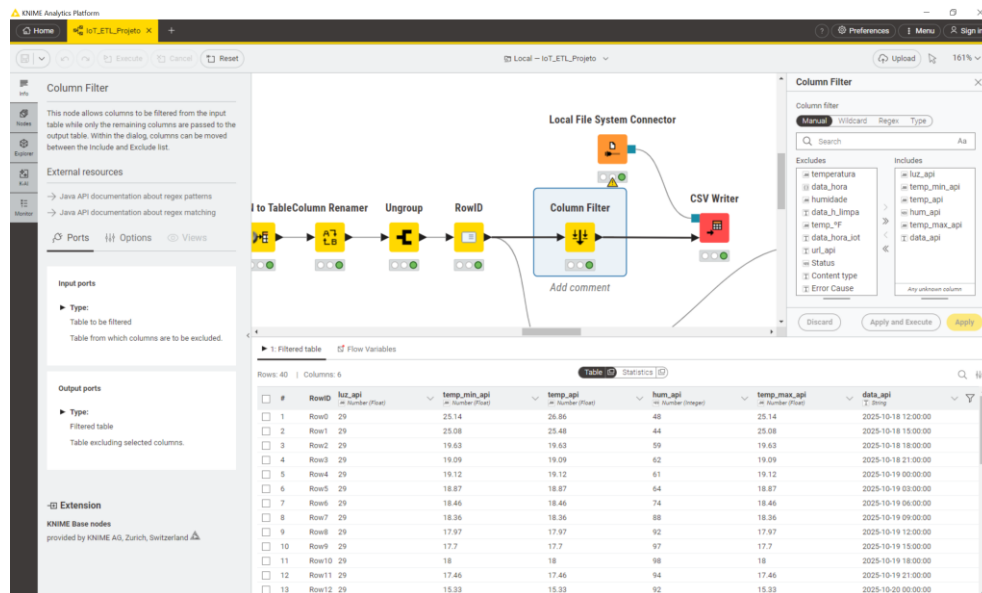 KNIME Analytics Platform
Home
IoT_ETL_Projeto
Preferences
Menu
Sign in
Execute
Cancel
Reset
Local — IoT_ETL_Projeto
Upload
161%
Info
Nodes
Explorer
K-AI
Monitor
Column Filter
This node allows columns to be filtered from the input
table while only the remaining columns are passed to the
output table. Within the dialog, columns can be moved
between the Include and Exclude list.
External resources
Java API documentation about regex patterns
Java API documentation about regex matching
Ports Options Views
Input ports
Type:
Table to be filtered
Table from which columns are to be excluded.
Output ports
Type:
Filtered table
Table excluding selected columns.
Extension
KNIME Base nodes
provided by KNIME AG, Zurich, Switzerland
Local File System Connector
to Table Column Renamer Ungroup RowID Column Filter CSV Writer
Add comment
Column Filter
Column filter
Manual Wildcard Regex Type
Search Aa
Excludes Includes
temperatura luz_api
data_hora temp_min_api
humidade temp_api
data_h_limpa hum_api
temp_ºF temp_max_api
data_hora_iot data_api
url_api
Status
Content type
Error Cause Any unknown column
Discard Apply and Execute Apply
1: Filtered table Flow Variables
Rows: 40 | Columns: 6 Table Statistics
# RowID luz_api temp_min_api temp_api hum_api temp_max_api data_api
Number (Float) Number (Float) Number (Float) Number (Integer) Number (Float) String
1 Row0 29 25.14 26.86 48 25.14 2025-10-18 12:00:00
2 Row1 29 25.08 25.48 44 25.08 2025-10-18 15:00:00
3 Row2 29 19.63 19.63 59 19.63 2025-10-18 18:00:00
4 Row3 29 19.09 19.09 62 19.09 2025-10-18 21:00:00
5 Row4 29 19.12 19.12 61 19.12 2025-10-19 00:00:00
6 Row5 29 18.87 18.87 64 18.87 2025-10-19 03:00:00
7 Row6 29 18.46 18.46 74 18.46 2025-10-19 06:00:00
8 Row7 29 18.36 18.36 88 18.36 2025-10-19 09:00:00
9 Row8 29 17.97 17.97 92 17.97 2025-10-19 12:00:00
10 Row9 29 17.7 17.7 97 17.7 2025-10-19 15:00:00
11 Row10 29 18 18 98 18 2025-10-19 18:00:00
12 Row11 29 17.46 17.46 94 17.46 2025-10-19 21:00:00
13 Row12 29 15.33 15.33 92 15.33 2025-10-20 00:00:00